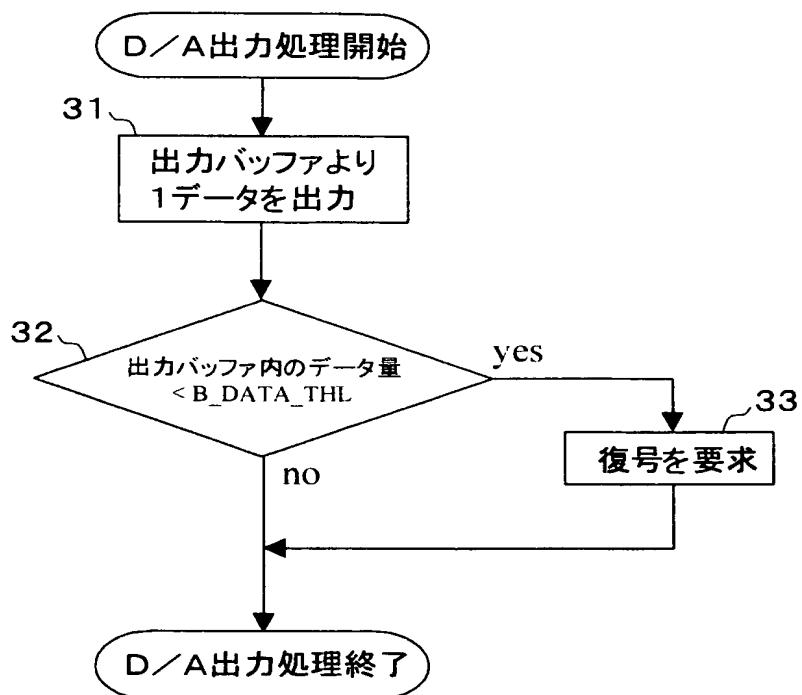 D／A出力処理開始
31
出力バッファより
1データを出力
32
出力バッファ内のデータ量
< B_DATA_THL
yes
33
復号を要求
no
D／A出力処理終了